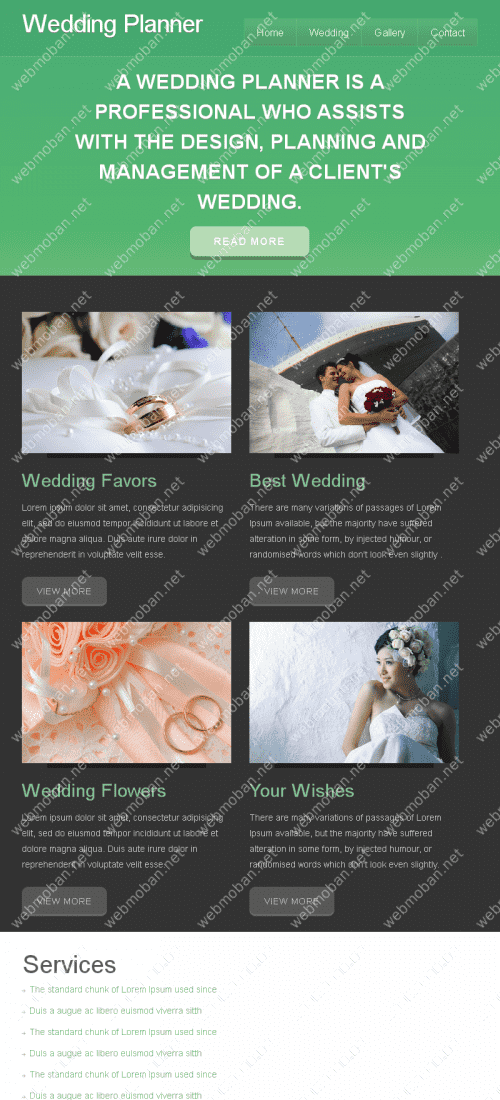 Wedding Planner
Home Wedding Gallery Contact
A WEDDING PLANNER IS A
PROFESSIONAL WHO ASSISTS
WITH THE DESIGN, PLANNING AND
MANAGEMENT OF A CLIENT'S
WEDDING.
READ MORE
Wedding Favors
Lorem ipsum dolor sit amet, consectetur adipisicing
elit, sed do eiusmod tempor incididunt ut labore et
dolore magna aliqua. Duis aute irure dolor in
reprehenderit in voluptate velit esse.
VIEW MORE
Best Wedding
There are many variations of passages of Lorem
Ipsum available, but the majority have suffered
alteration in some form, by injected humour, or
randomised words which don't look even slightly .
VIEW MORE
Wedding Flowers
Lorem ipsum dolor sit amet, consectetur adipisicing
elit, sed do eiusmod tempor incididunt ut labore et
dolore magna aliqua. Duis aute irure dolor in
reprehenderit in voluptate velit esse.
VIEW MORE
Your Wishes
There are many variations of passages of Lorem
Ipsum available, but the majority have suffered
alteration in some form, by injected humour, or
randomised words which don't look even slightly.
VIEW MORE
Services
The standard chunk of Lorem Ipsum used since
Duis a augue ac libero euismod viverra sitth
The standard chunk of Lorem Ipsum used since
Duis a augue ac libero euismod viverra sitth
The standard chunk of Lorem Ipsum used since
Duis a augue ac libero euismod viverra sitth
webmoban.net